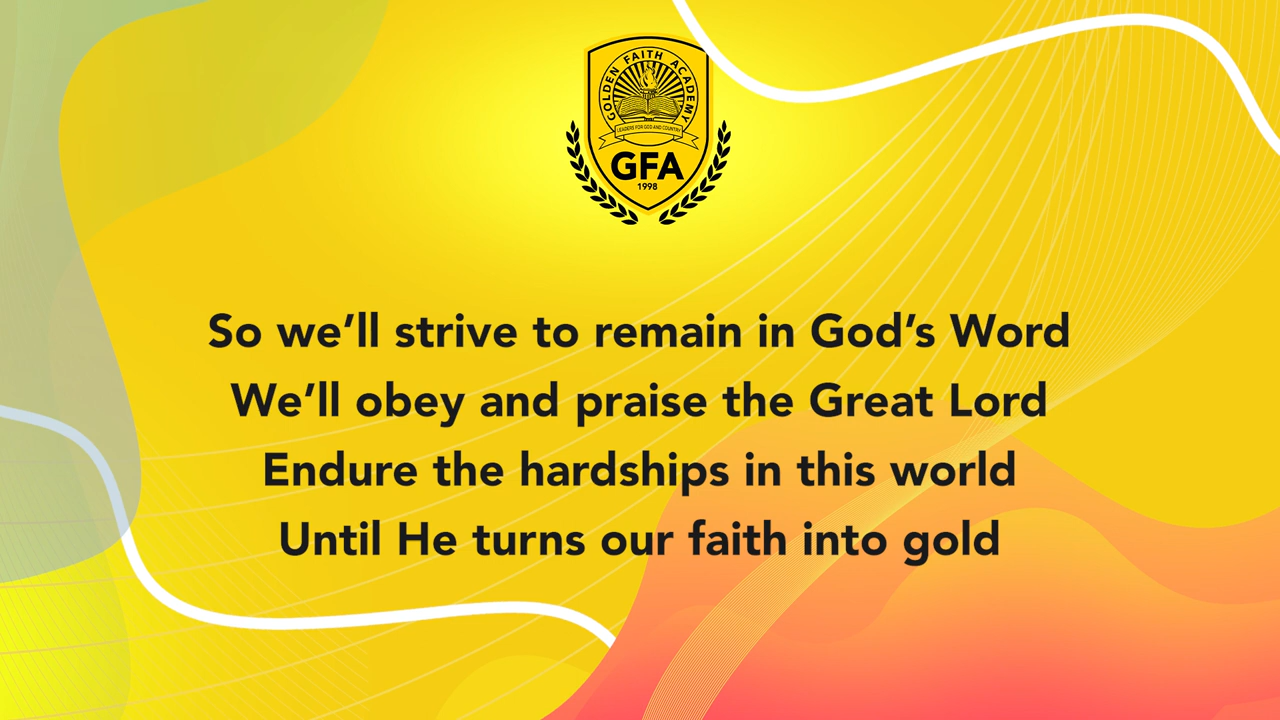 GOLDEN FAITH ACADEMY
LEADERS FOR GOD AND COUNTRY
GFA
1998
So we’ll strive to remain in God’s Word
We’ll obey and praise the Great Lord
Endure the hardships in this world
Until He turns our faith into gold